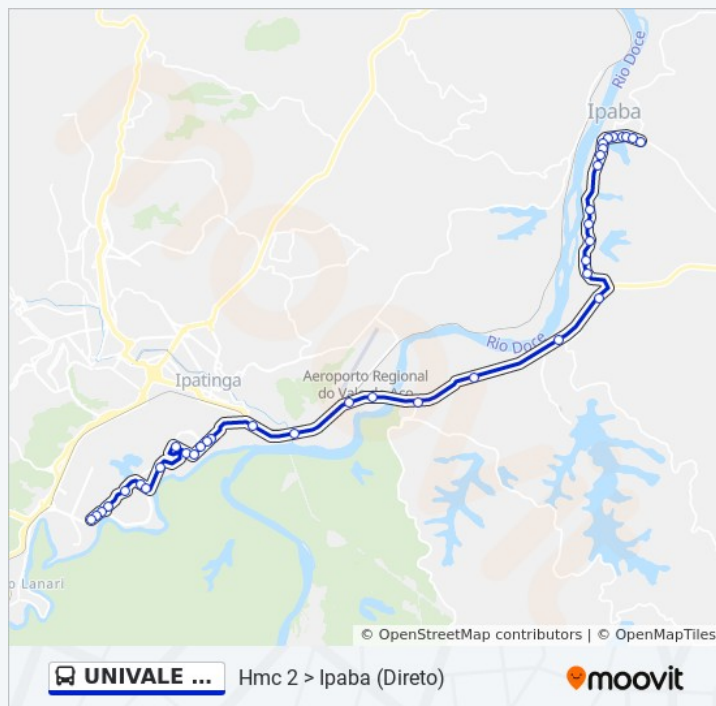 Rio Doce
Ipaba
Rio Doce
Ipatinga
Aeroporto Regional
do Vale do Aço
o Lanari
© OpenStreetMap contributors | © OpenMapTiles
UNIVALE ...
Hmc 2 > Ipaba (Direto)
moovit